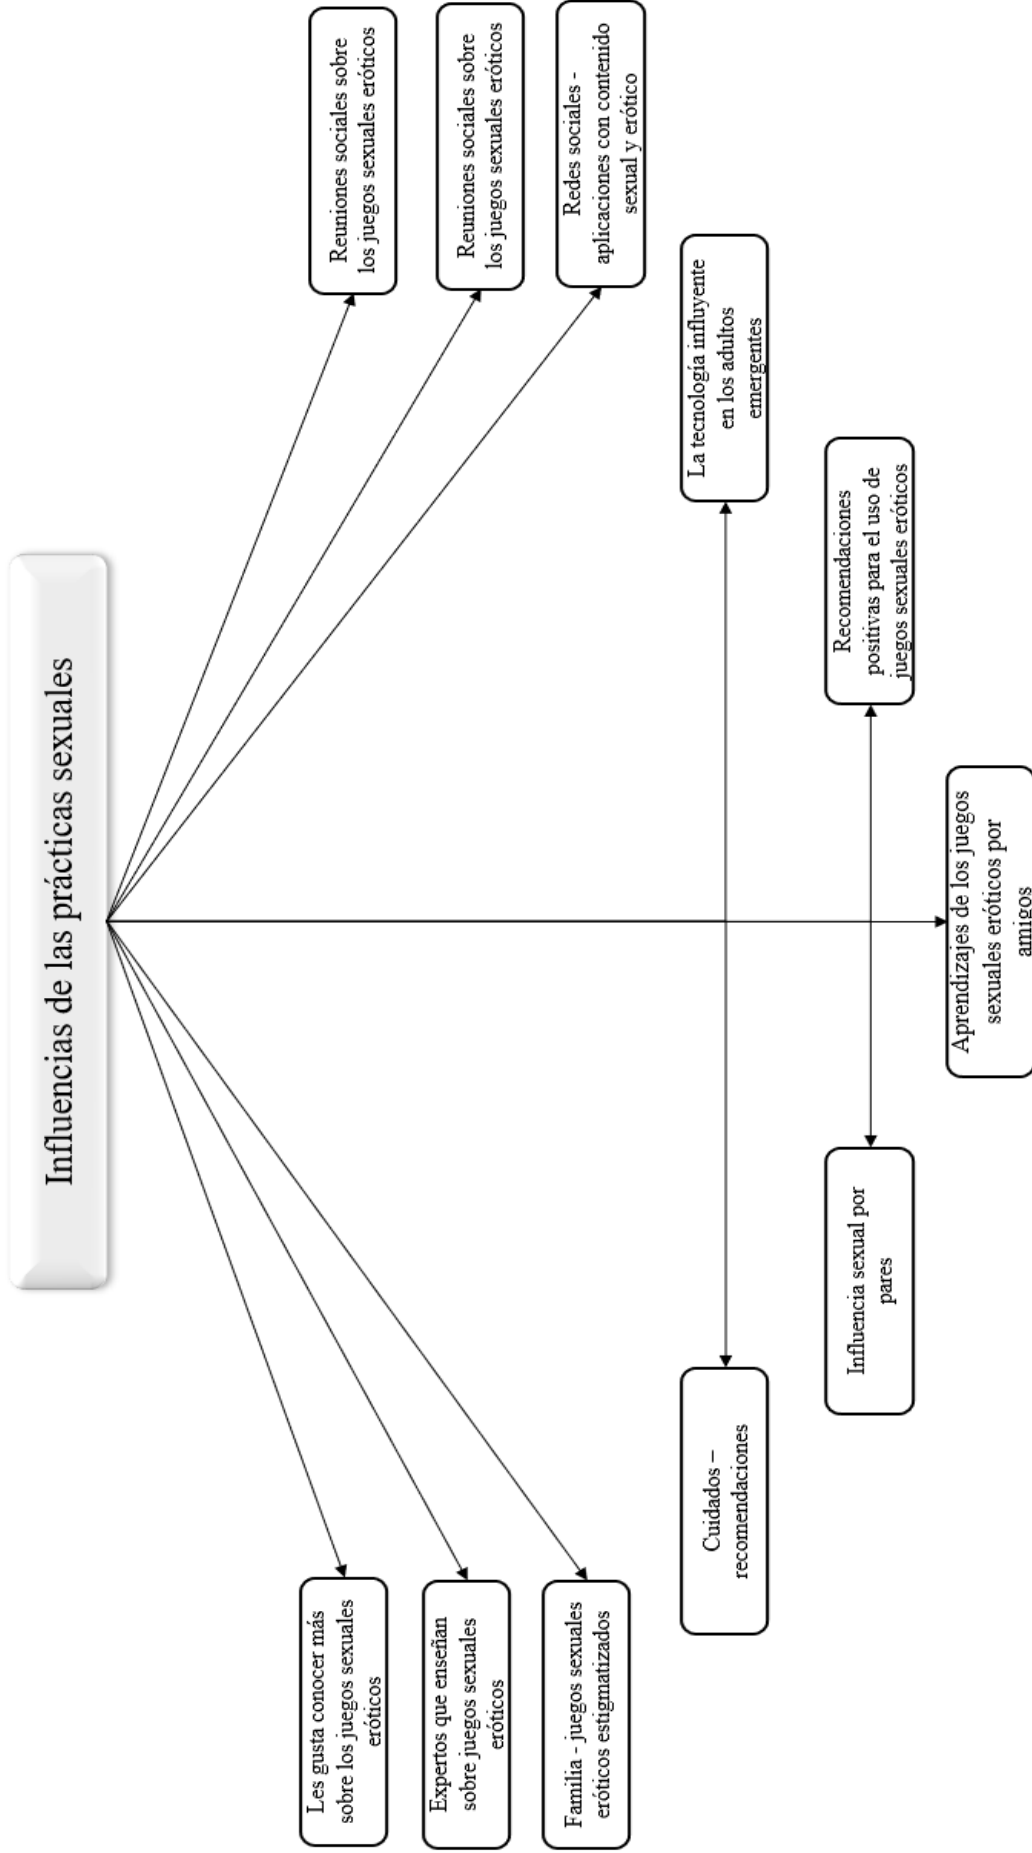 Influencias de las prácticas sexuales
Les gusta conocer más
sobre los juegos sexuales
eróticos
Expertos que enseñan
sobre juegos sexuales
eróticos
Familia - juegos sexuales
eróticos estigmatizados
Cuidados –
recomendaciones
Influencia sexual por
pares
Aprendizajes de los juegos
sexuales eróticos por
amigos
Recomendaciones
positivas para el uso de
juegos sexuales eróticos
La tecnología influyente
en los adultos
emergentes
Redes sociales -
aplicaciones con contenido
sexual y erótico
Reuniones sociales sobre
los juegos sexuales eróticos
Reuniones sociales sobre
los juegos sexuales eróticos